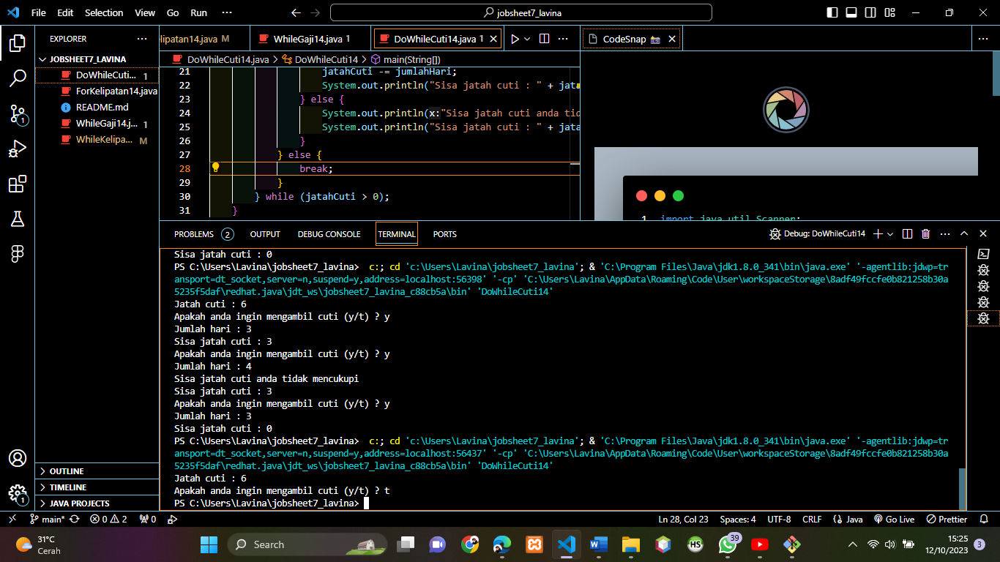 File Edit Selection View Go Run ···
jobsheet7_lavina
EXPLORER ···
JOBSHEET7_LAVINA
DoWhileCuti... 1
ForKelipatan14.java
README.md
WhileGaji14.j... 1
WhileKelipa... M
OUTLINE
TIMELINE
JAVA PROJECTS
elipatan14.java M
WhileGaji14.java 1
DoWhileCuti14.java 1
CodeSnap
DoWhileCuti14.java > DoWhileCuti14 > main(String[])
21 jatahCuti -= jumlahHari;
22 System.out.println("Sisa jatah cuti : " + jata
23 } else {
24 System.out.println(x:"Sisa jatah cuti anda tid
25 System.out.println("Sisa jatah cuti : " + jata
26 }
27 } else {
28 break;
29 }
30 } while (jatahCuti > 0);
31 }
1 import java.util.Scanner;
PROBLEMS 2 OUTPUT DEBUG CONSOLE TERMINAL PORTS
Debug: DoWhileCuti14
Sisa jatah cuti : 0
PS C:\Users\Lavina\jobsheet7_lavina> c:; cd 'c:\Users\Lavina\jobsheet7_lavina'; & 'C:\Program Files\Java\jdk1.8.0_341\bin\java.exe' '-agentlib:jdwp=tr
ansport=dt_socket,server=n,suspend=y,address=localhost:56398' '-cp' 'C:\Users\Lavina\AppData\Roaming\Code\User\workspaceStorage\8adf49fccfe0b821258b30a
5235f5daf\redhat.java\jdt_ws\jobsheet7_lavina_c88cb5a\bin' 'DoWhileCuti14'
Jatah cuti : 6
Apakah anda ingin mengambil cuti (y/t) ? y
Jumlah hari : 3
Sisa jatah cuti : 3
Apakah anda ingin mengambil cuti (y/t) ? y
Jumlah hari : 4
Sisa jatah cuti anda tidak mencukupi
Sisa jatah cuti : 3
Apakah anda ingin mengambil cuti (y/t) ? y
Jumlah hari : 3
Sisa jatah cuti : 0
PS C:\Users\Lavina\jobsheet7_lavina> c:; cd 'c:\Users\Lavina\jobsheet7_lavina'; & 'C:\Program Files\Java\jdk1.8.0_341\bin\java.exe' '-agentlib:jdwp=tr
ansport=dt_socket,server=n,suspend=y,address=localhost:56437' '-cp' 'C:\Users\Lavina\AppData\Roaming\Code\User\workspaceStorage\8adf49fccfe0b821258b30a
5235f5daf\redhat.java\jdt_ws\jobsheet7_lavina_c88cb5a\bin' 'DoWhileCuti14'
Jatah cuti : 6
Apakah anda ingin mengambil cuti (y/t) ? t
PS C:\Users\Lavina\jobsheet7_lavina>
main* 0 2 0 Ln 28, Col 23 Spaces: 4 UTF-8 CRLF {} Java Go Live Prettier
31°C
Cerah
Search
HS
39
15:25
12/10/2023
3